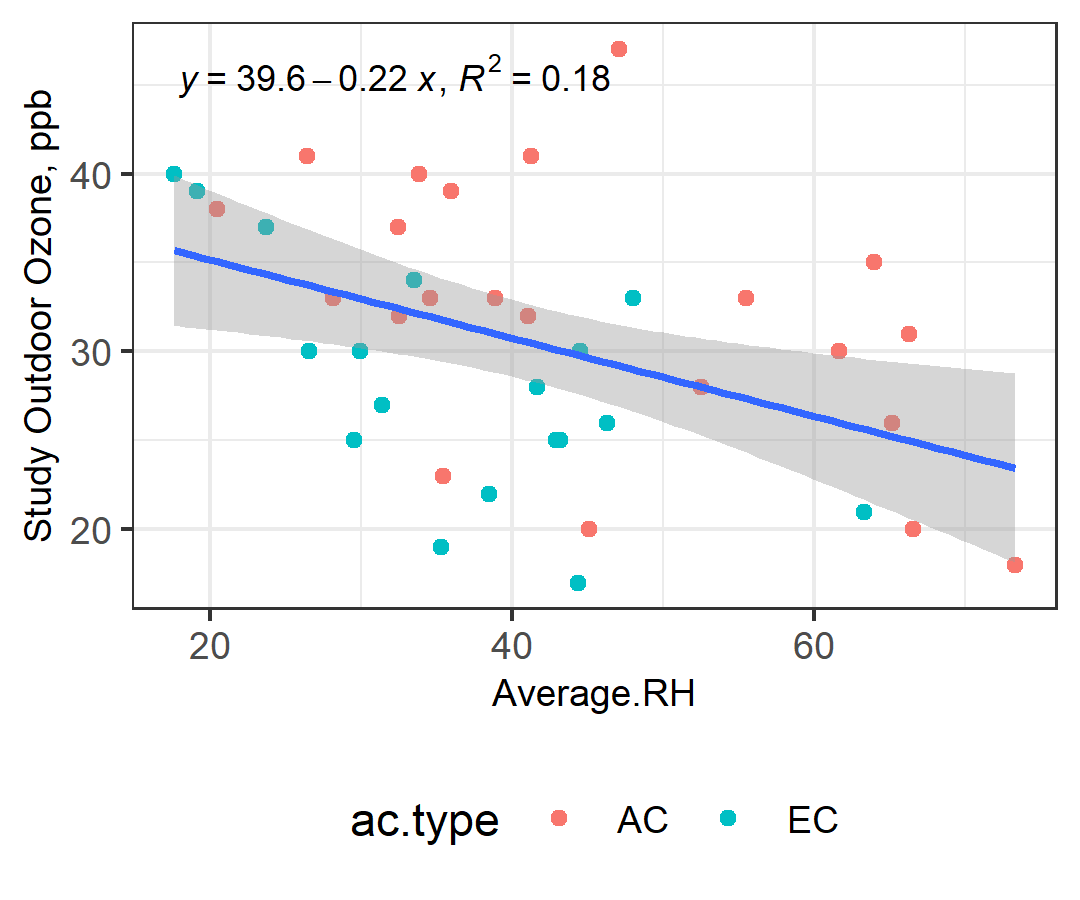 y = 39.6 – 0.22 x, R² = 0.18
Study Outdoor Ozone, ppb
40
30
20
20 40 60
Average.RH
ac.type AC EC